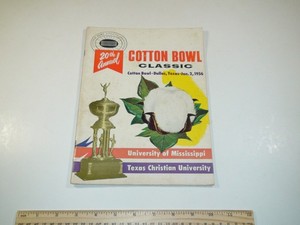 20th
Annual
COTTON BOWL
CLASSIC
Cotton Bowl-Dallas, Texas-Jan. 2, 1956
University of Mississippi
Texas Christian University